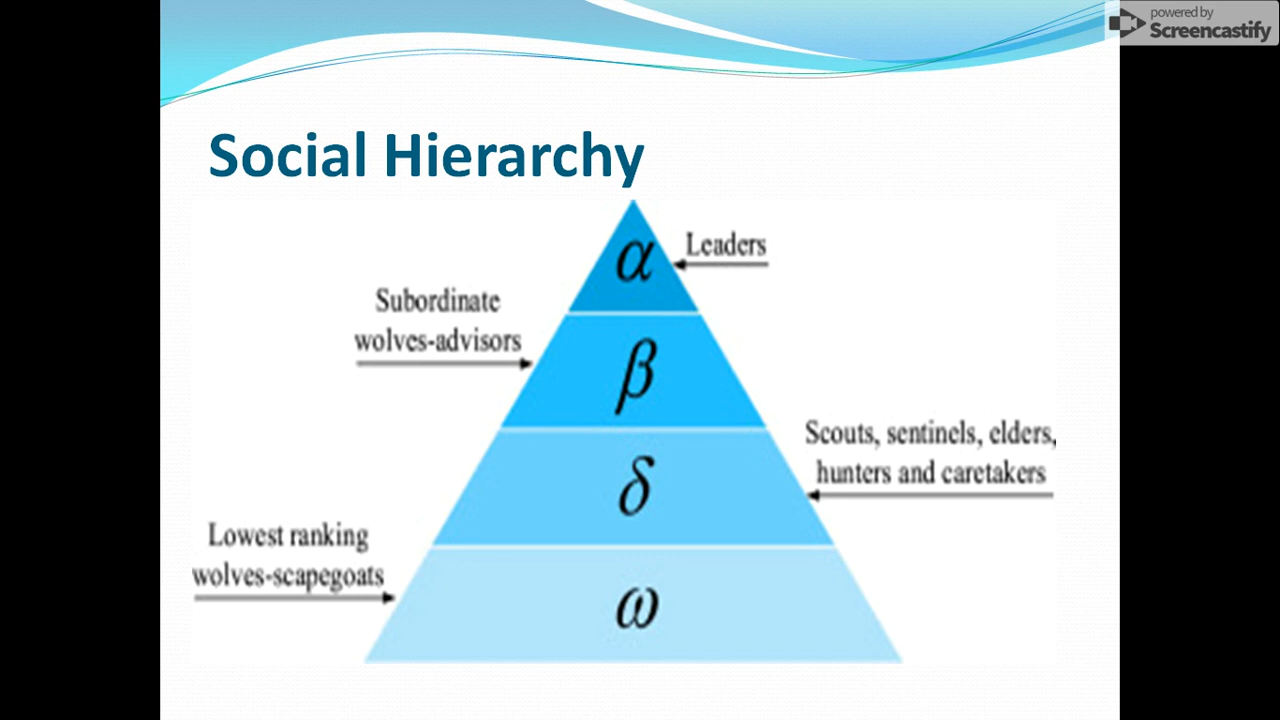 powered by
Screencastify
Social Hierarchy
α
Leaders
Subordinate
wolves-advisors
β
Scouts, sentinels, elders,
hunters and caretakers
δ
Lowest ranking
wolves-scapegoats
ω